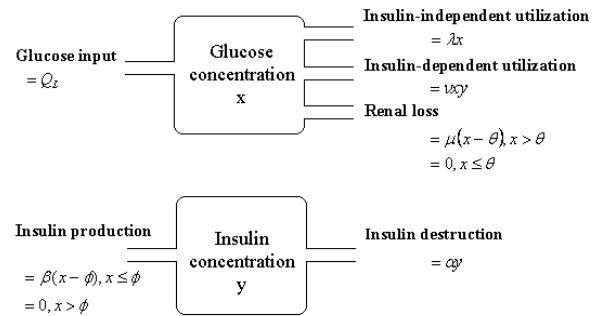 Glucose input
= Q_I
Glucose
concentration
x
Insulin-independent utilization
= λx
Insulin-dependent utilization
= νxy
Renal loss
= μ(x − θ), x > θ
= 0, x ≤ θ
Insulin production
= β(x − ϕ), x ≤ ϕ
= 0, x > ϕ
Insulin
concentration
y
Insulin destruction
= αy